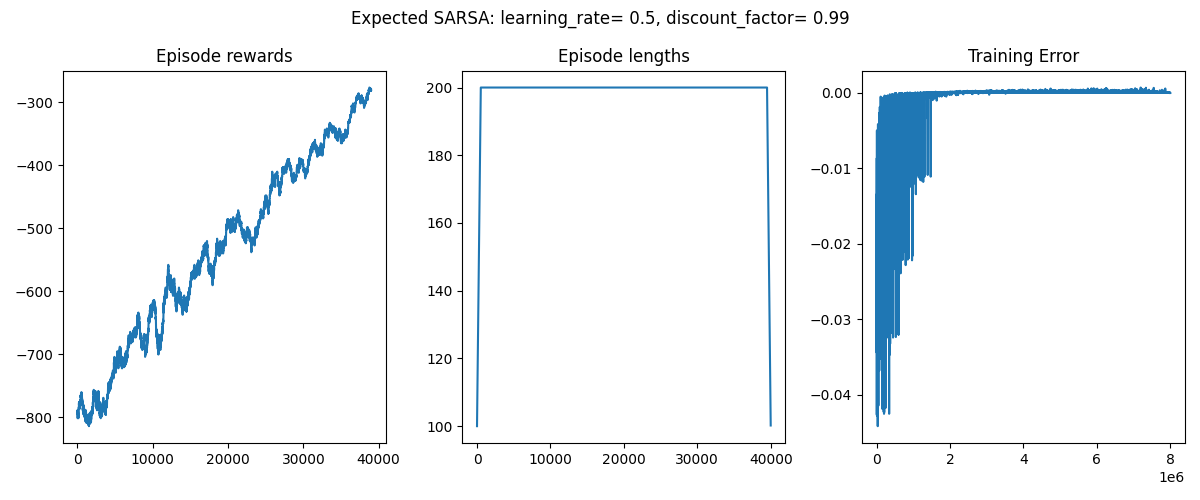 Expected SARSA: learning_rate= 0.5, discount_factor= 0.99
Episode rewards
−300
−400
−500
−600
−700
−800
0 10000 20000 30000 40000
Episode lengths
200
180
160
140
120
100
0 10000 20000 30000 40000
Training Error
0.00
−0.01
−0.02
−0.03
−0.04
0 2 4 6 8
1e6